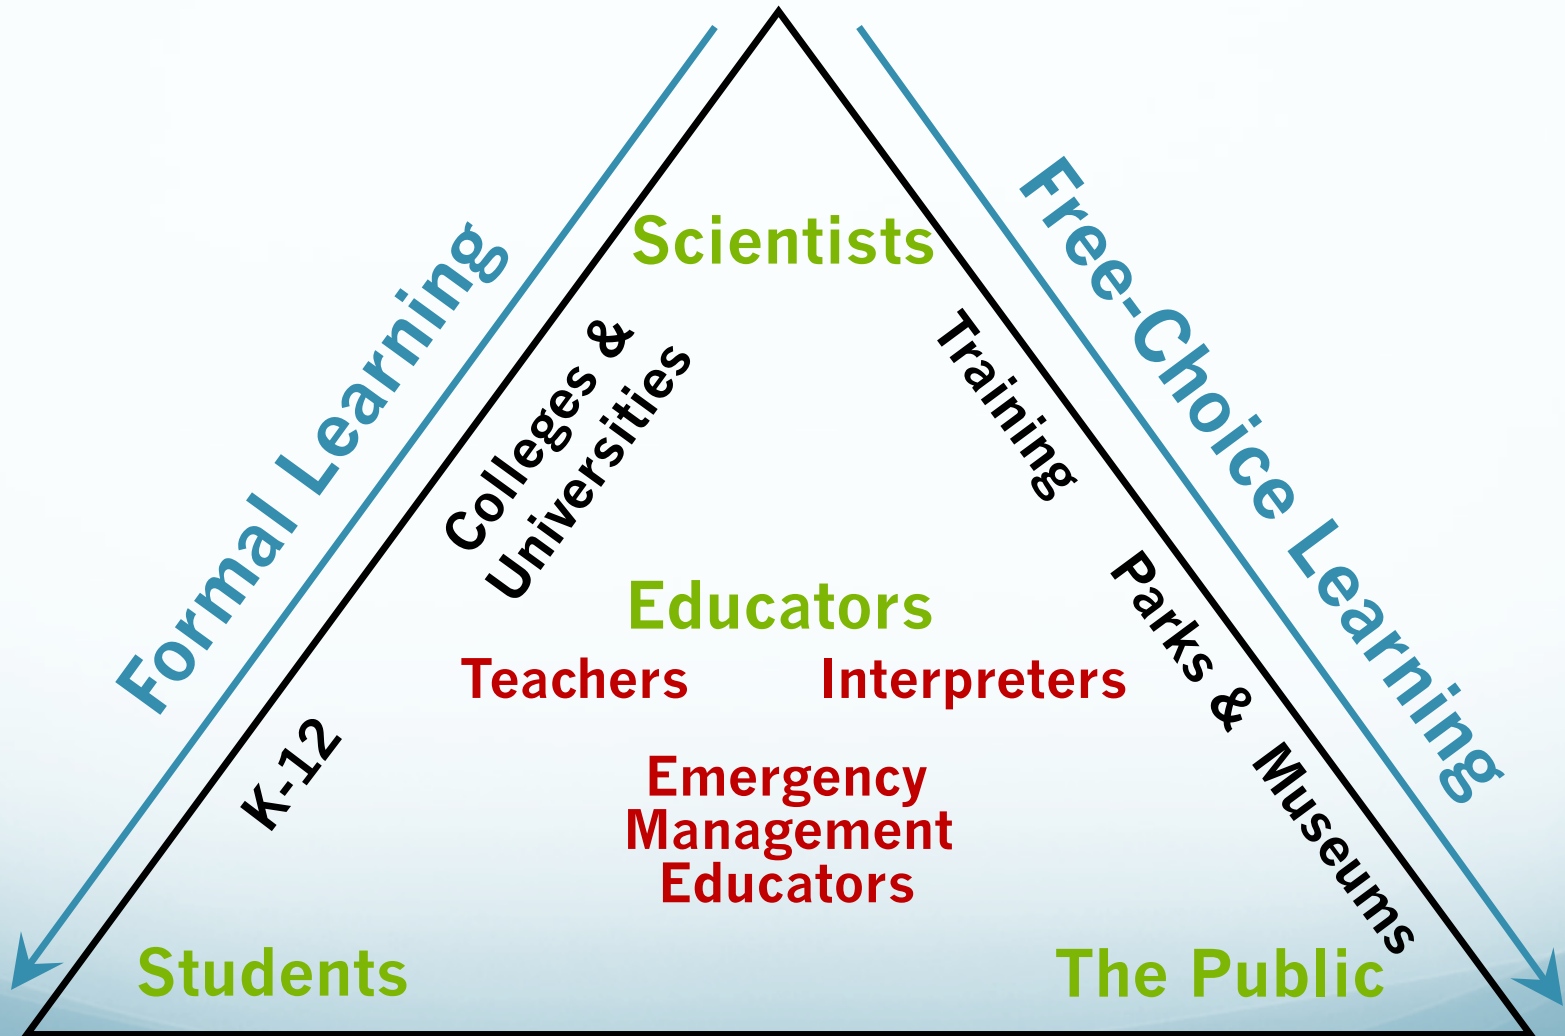 Formal Learning
Free-Choice Learning
Scientists
Colleges &
Universities
Training
Educators
Teachers
Interpreters
K-12
Parks & Museums
Emergency
Management
Educators
Students
The Public